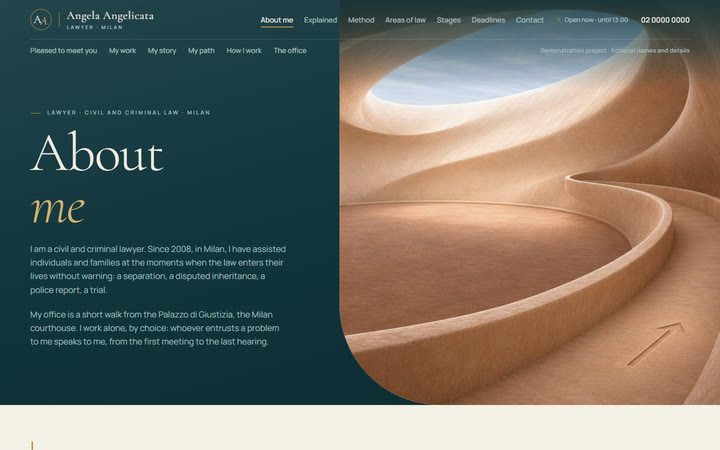 AA
Angela Angelicata
LAWYER · MILAN
About me Explained Method Areas of law Stages Deadlines Contact Open now · until 13:00 02 0000 0000
Pleased to meet you My work My story My path How I work The office
Demonstration project · fictional names and details
LAWYER · CIVIL AND CRIMINAL LAW · MILAN
About
me
I am a civil and criminal lawyer. Since 2008, in Milan, I have assisted
individuals and families at the moments when the law enters their
lives without warning: a separation, a disputed inheritance, a
police report, a trial.
My office is a short walk from the Palazzo di Giustizia, the Milan
courthouse. I work alone, by choice: whoever entrusts a problem
to me speaks to me, from the first meeting to the last hearing.